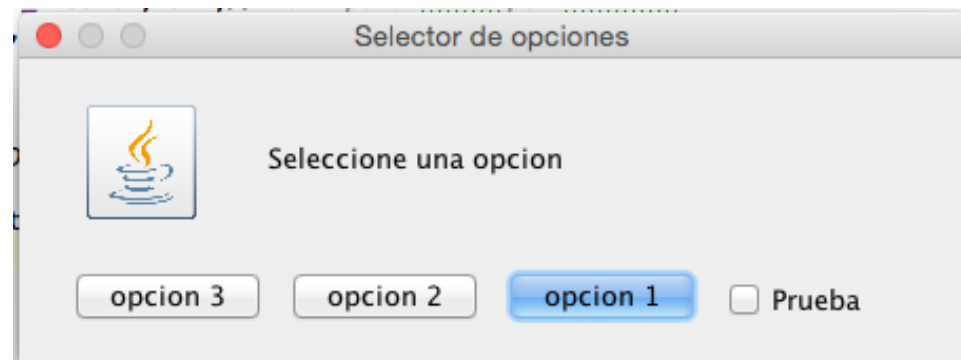 Selector de opciones
Seleccione una opcion
opcion 3 opcion 2 opcion 1 Prueba